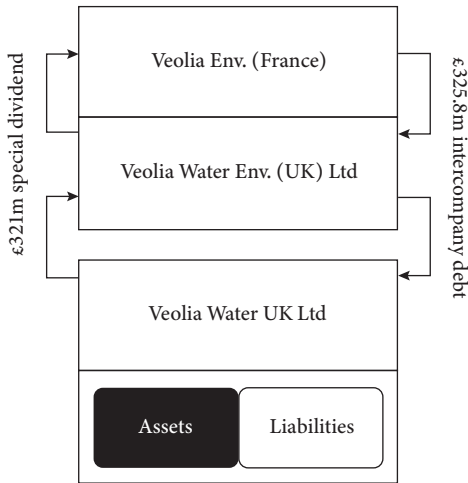 Veolia Env. (France)
Veolia Water Env. (UK) Ltd
Veolia Water UK Ltd
Assets
Liabilities
£321m special dividend
£325.8m intercompany debt